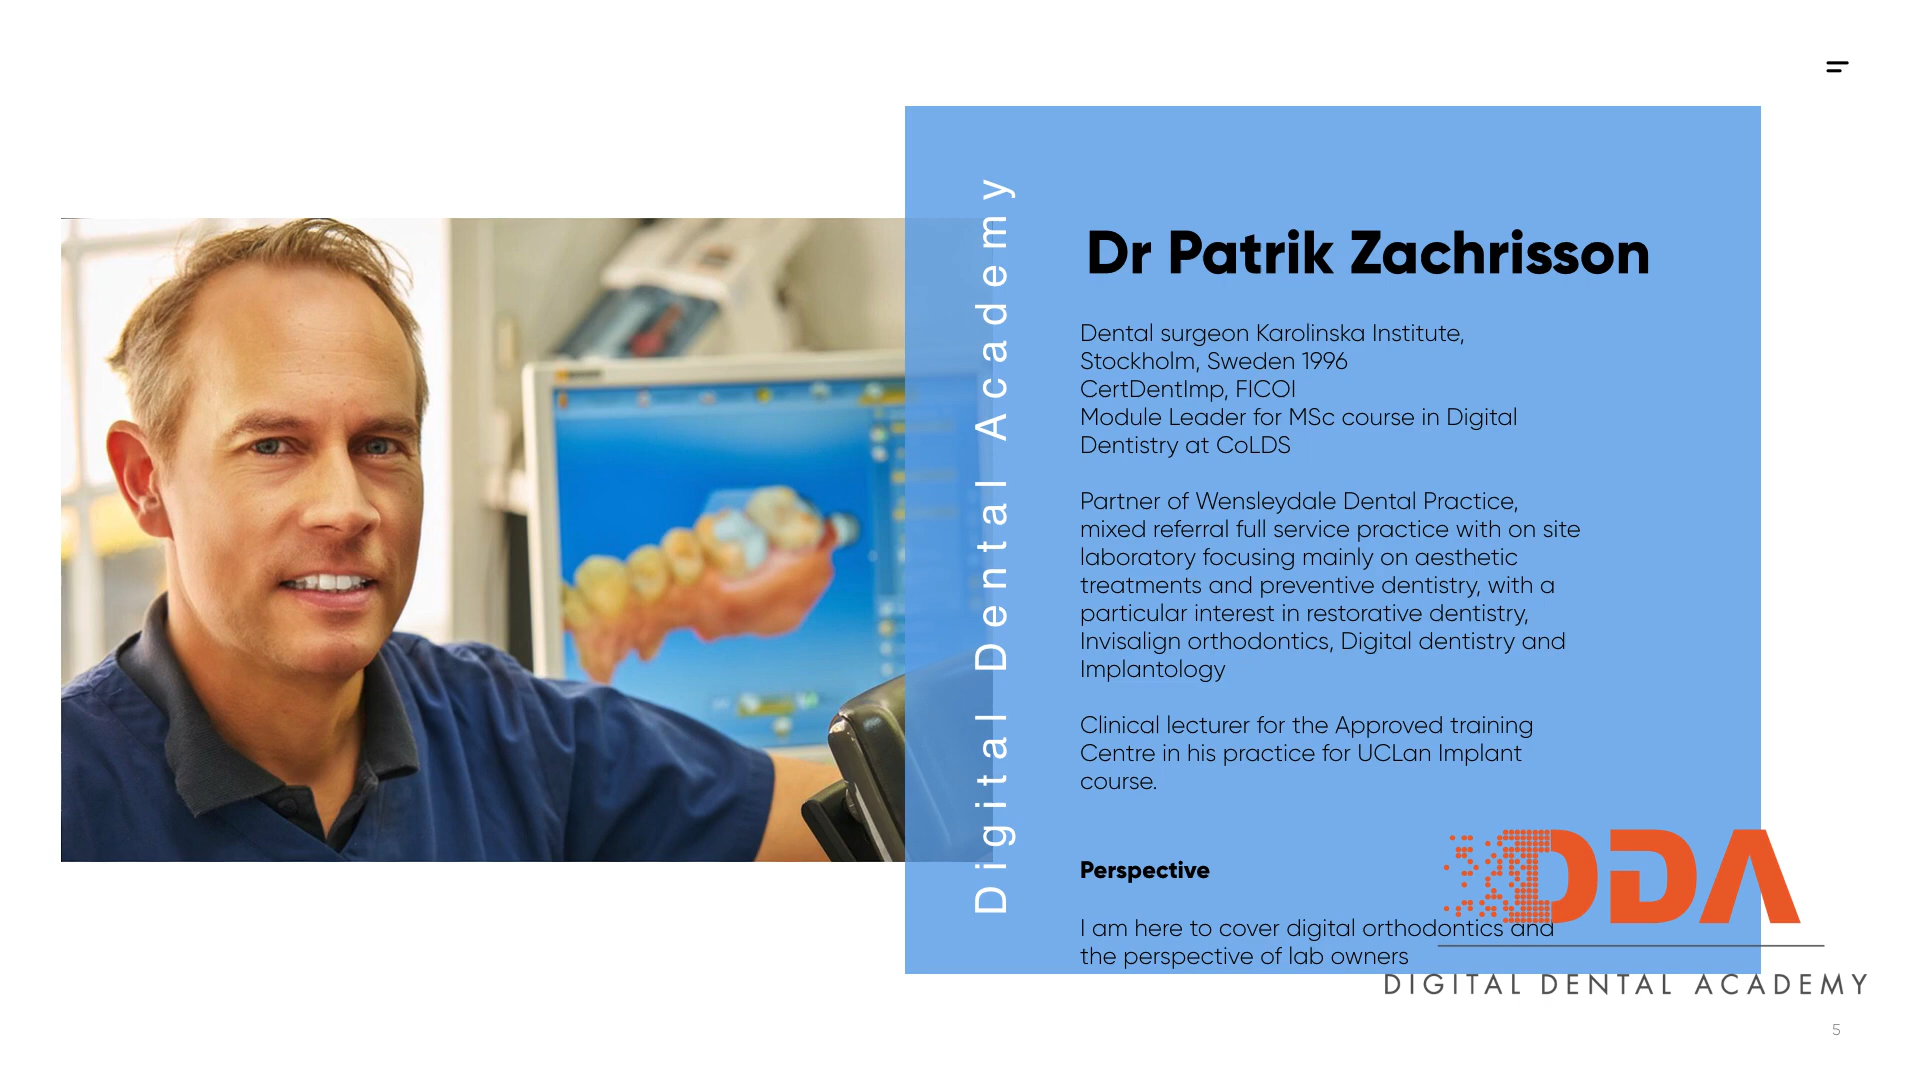 Digital Dental Academy
Dr Patrik Zachrisson
Dental surgeon Karolinska Institute,
Stockholm, Sweden 1996
CertDentImp, FICOI
Module Leader for MSc course in Digital
Dentistry at CoLDS
Partner of Wensleydale Dental Practice,
mixed referral full service practice with on site
laboratory focusing mainly on aesthetic
treatments and preventive dentistry, with a
particular interest in restorative dentistry,
Invisalign orthodontics, Digital dentistry and
Implantology
Clinical lecturer for the Approved training
Centre in his practice for UCLan Implant
course.
Perspective
I am here to cover digital orthodontics and
the perspective of lab owners
DDA
DIGITAL DENTAL ACADEMY
5